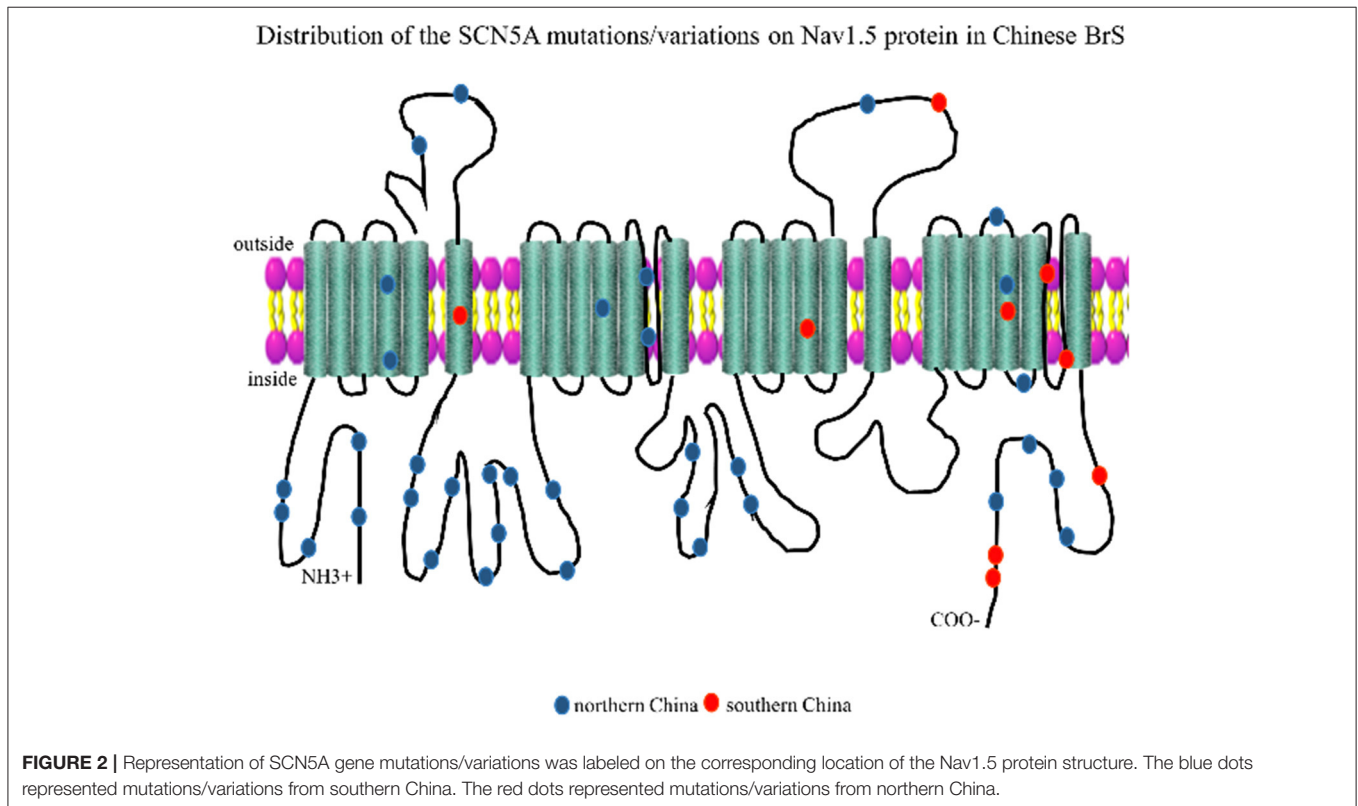 Distribution of the SCN5A mutations/variations on Nav1.5 protein in Chinese BrS
outside
inside
NH3+
COO-
northern China southern China
FIGURE 2 | Representation of SCN5A gene mutations/variations was labeled on the corresponding location of the Nav1.5 protein structure. The blue dots
represented mutations/variations from southern China. The red dots represented mutations/variations from northern China.